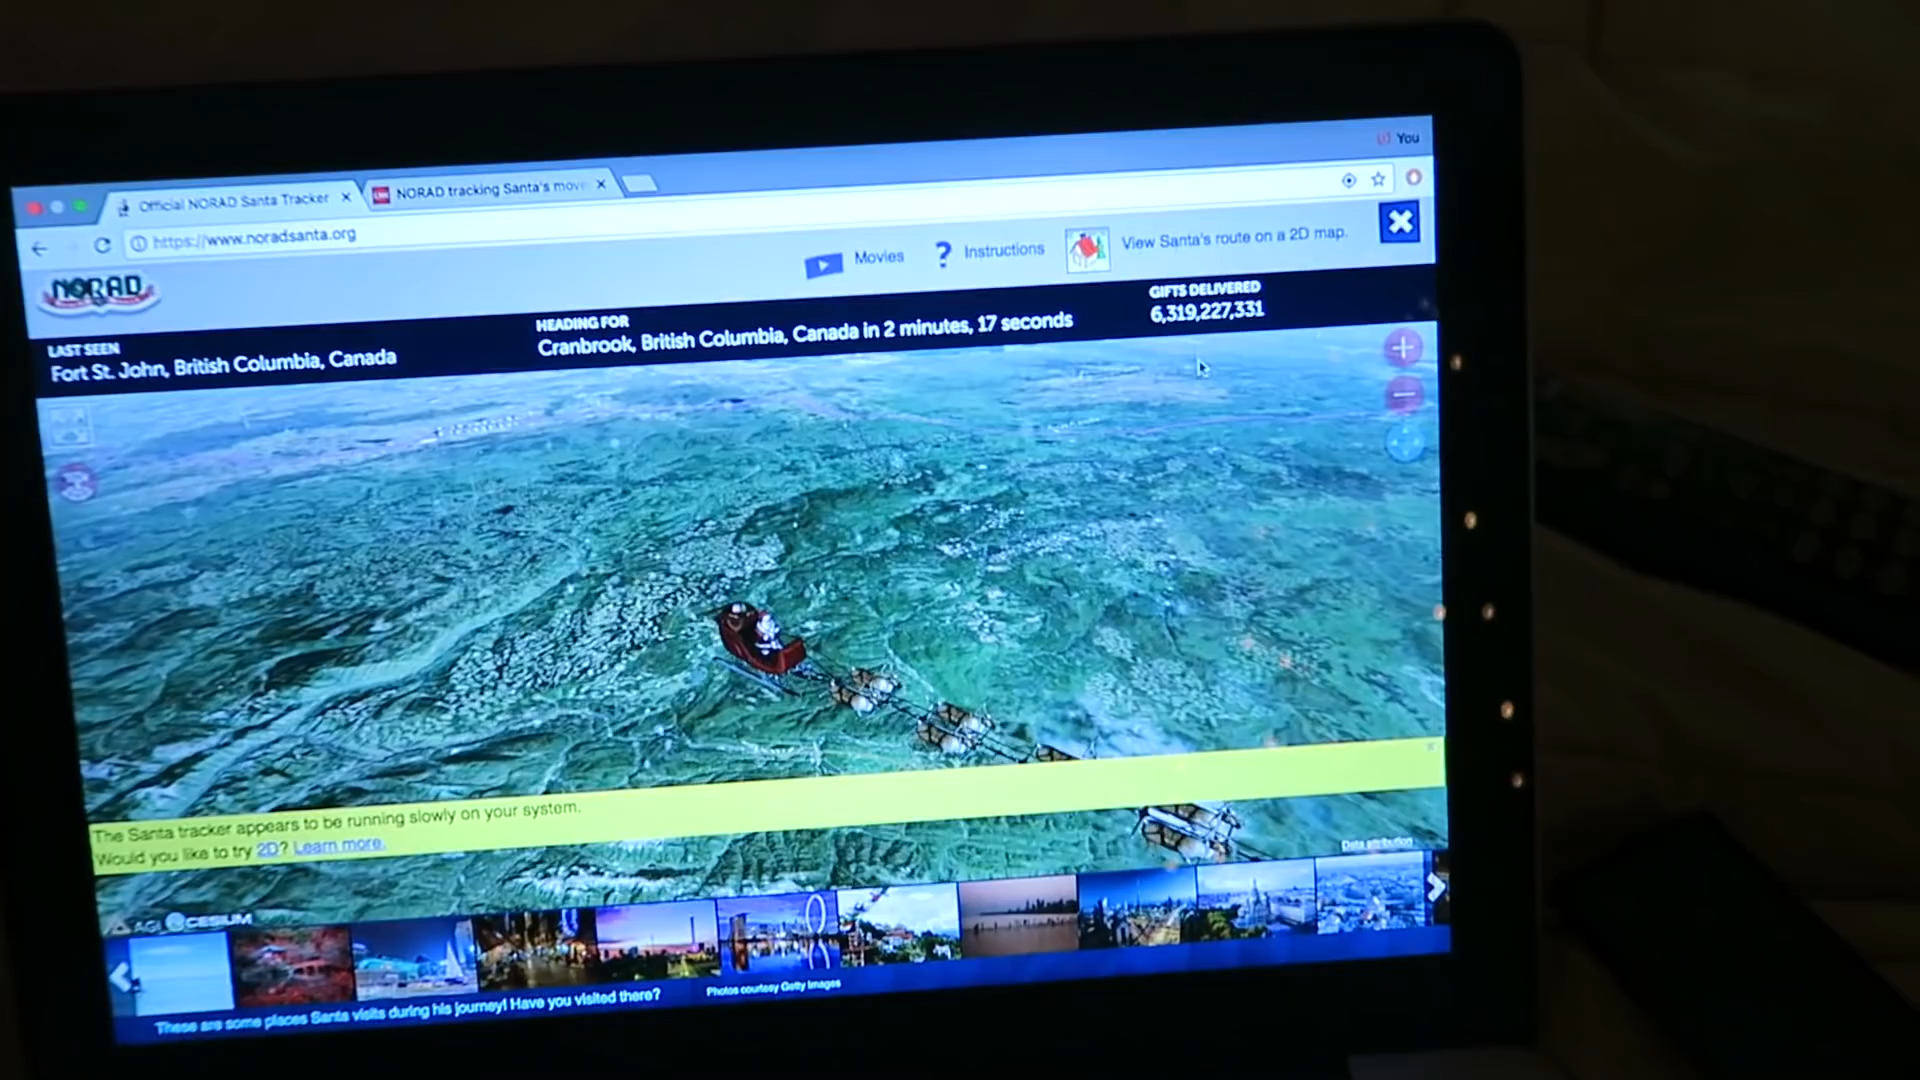 You
Official NORAD Santa Tracker
NORAD tracking Santa's move
https://www.noradsanta.org
NORAD
Movies
? Instructions
View Santa's route on a 2D map.
LAST SEEN
Fort St. John, British Columbia, Canada
HEADING FOR
Cranbrook, British Columbia, Canada in 2 minutes, 17 seconds
GIFTS DELIVERED
6,319,227,331
The Santa tracker appears to be running slowly on your system.
Would you like to try 2D? Learn more.
Data attribution
AGI CESIUM
These are some places Santa visits during his journey! Have you visited there?
Photos courtesy Getty Images